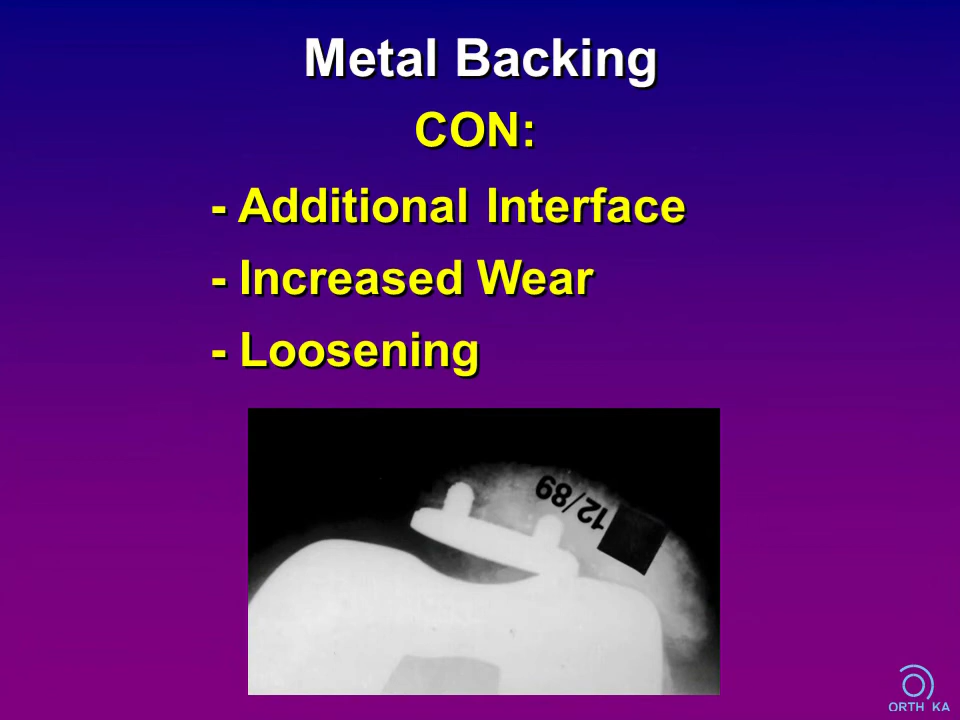 Metal Backing
CON:
- Additional Interface
- Increased Wear
- Loosening
12/89
ORTH KA